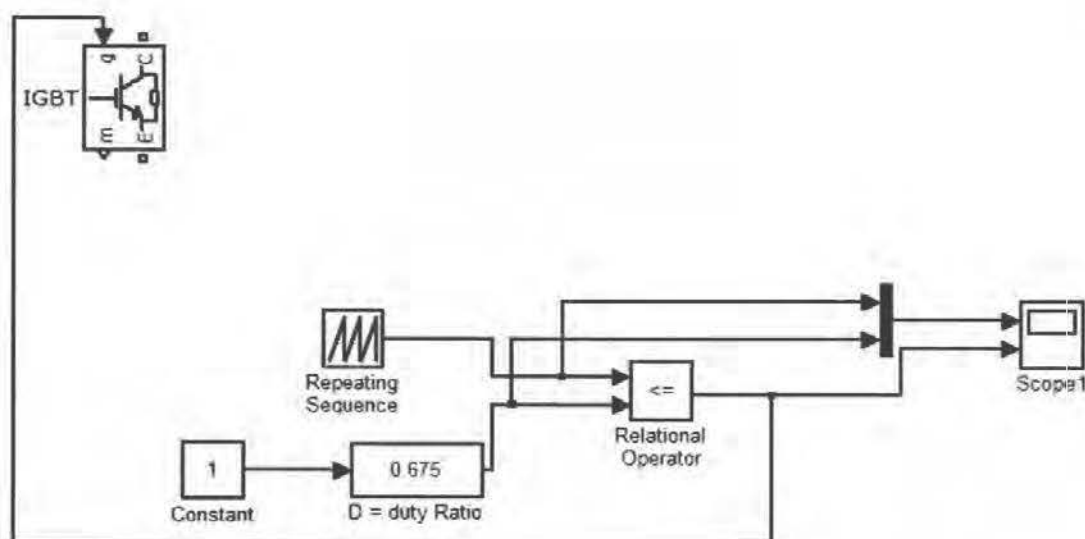 g
C
IGBT
m
E
Repeating
Sequence
<=
Relational
Operator
Scope1
1
Constant
0.675
D = duty Ratio